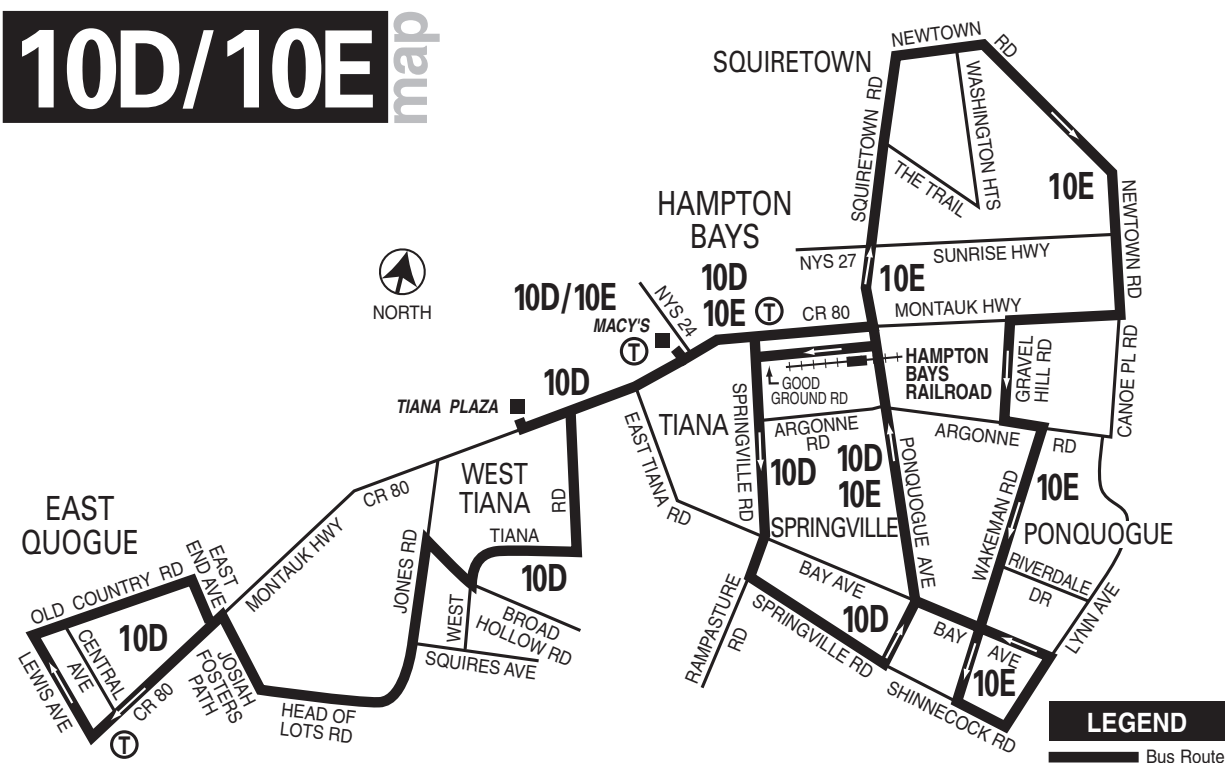 10D/10E
map
NEWTOWN RD
SQUIRETOWN
SQUIRETOWN RD
WASHINGTON HTS
THE TRAIL
10E
NEWTOWN RD
HAMPTON
BAYS
10D
10E
T
NYS 27
SUNRISE HWY
10E
NORTH
10D/10E
NYS 24
MACY'S
T
CR 80
MONTAUK HWY
HAMPTON
BAYS
RAILROAD
GRAVEL
HILL RD
CANOE PL RD
10D
TIANA PLAZA
GOOD
GROUND RD
TIANA
EAST TIANA RD
SPRINGVILLE RD
ARGONNE
RD
ARGONNE RD
10D
10D
10E
SPRINGVILLE
PONQUOGUE AVE
WAKEMAN RD
10E
PONQUOGUE
WEST
TIANA
CR 80
MONTAUK HWY
TIANA RD
JONES RD
10D
WEST
BROAD
HOLLOW RD
SQUIRES AVE
EAST
QUOGUE
EAST
END AVE
OLD COUNTRY RD
10D
CENTRAL
AVE
LEWIS AVE
CR 80
T
JOSIAH
FOSTERS
PATH
HEAD OF
LOTS RD
RAMPASTURE
RD
BAY AVE
SPRINGVILLE RD
10D
BAY AVE
RIVERDALE
DR
LYNN AVE
10E
SHINNECOCK RD
LEGEND
Bus Route